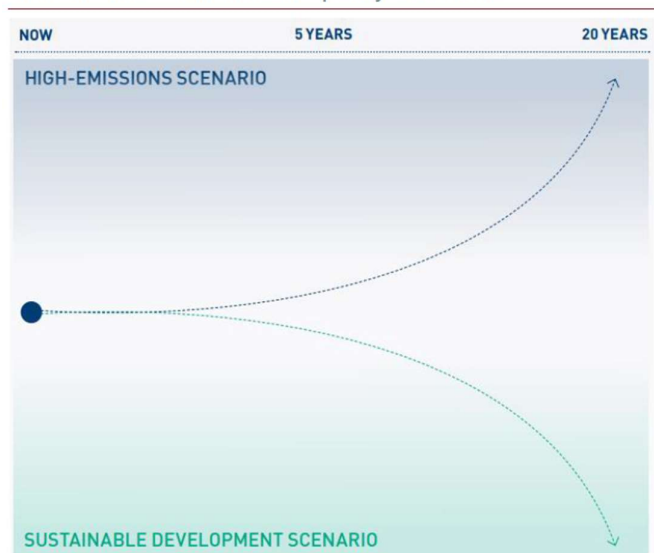 NOW 5 YEARS 20 YEARS
HIGH-EMISSIONS SCENARIO
SUSTAINABLE DEVELOPMENT SCENARIO